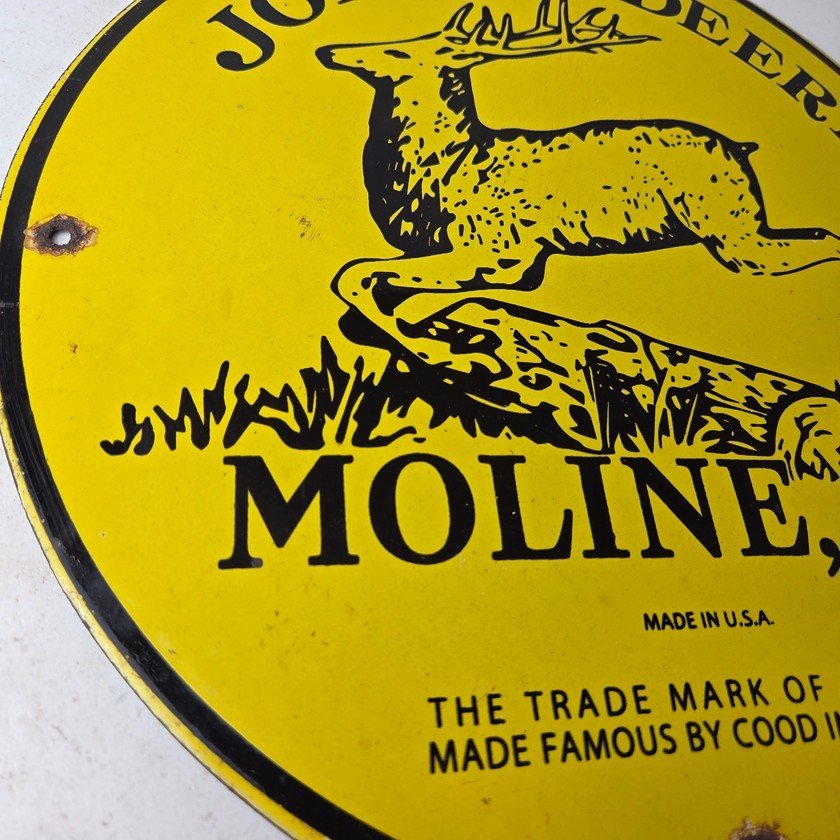 JO DEER
MOLINE,
MADE IN U.S.A.
THE TRADE MARK OF
MADE FAMOUS BY COOD I